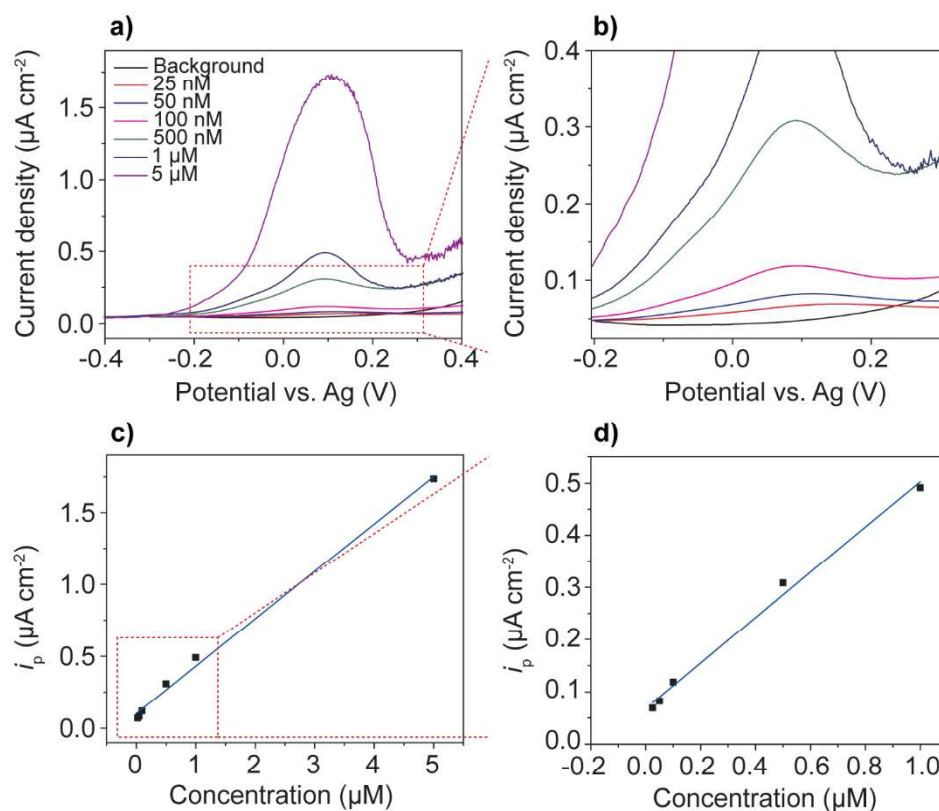 a)
Current density (µA cm-2)
1.5
1.0
0.5
0.0
Background
25 nM
50 nM
100 nM
500 nM
1 µM
5 µM
-0.4 -0.2 0.0 0.2 0.4
Potential vs. Ag (V)
b)
Current density (µA cm-2)
0.4
0.3
0.2
0.1
-0.2 0.0 0.2
Potential vs. Ag (V)
c)
ip (µA cm-2)
1.5
1.0
0.5
0.0
0 1 2 3 4 5
Concentration (µM)
d)
ip (µA cm-2)
0.5
0.4
0.3
0.2
0.1
0.0
-0.2 0.0 0.2 0.4 0.6 0.8 1.0
Concentration (µM)